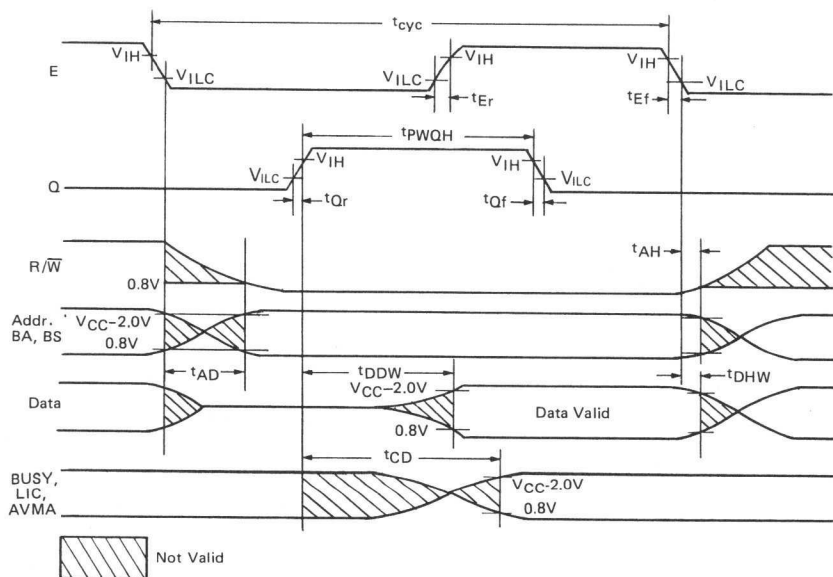 tcyc
E
VIH
VILC
VILC
VIH
tEr
VIH
VILC
tEf
tPWQH
Q
VILC
VIH
tQr
VIH
VILC
tQf
R/W̅
0.8V
tAH
Addr.
BA, BS
VCC-2.0V
0.8V
tAD
tDDW
tDHW
Data
VCC-2.0V
0.8V
Data Valid
tCD
BUSY,
LIC,
AVMA
VCC-2.0V
0.8V
Not Valid